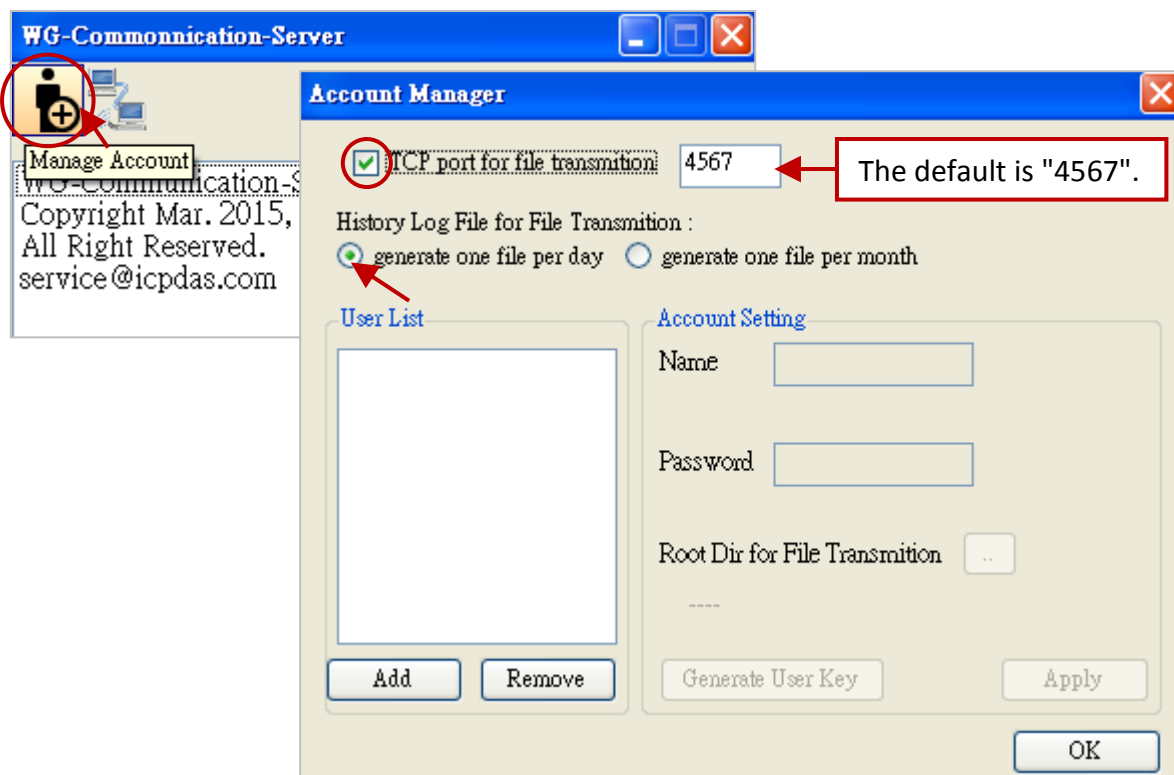 WG-Commonnication-Server
Manage Account
WG-Communication-S
Copyright Mar. 2015,
All Right Reserved.
service@icpdas.com
Account Manager
TCP port for file transmition 4567
The default is "4567".
History Log File for File Transmition :
generate one file per day generate one file per month
User List
Account Setting
Name
Password
Root Dir for File Transmition ..
----
Add Remove
Generate User Key Apply
OK